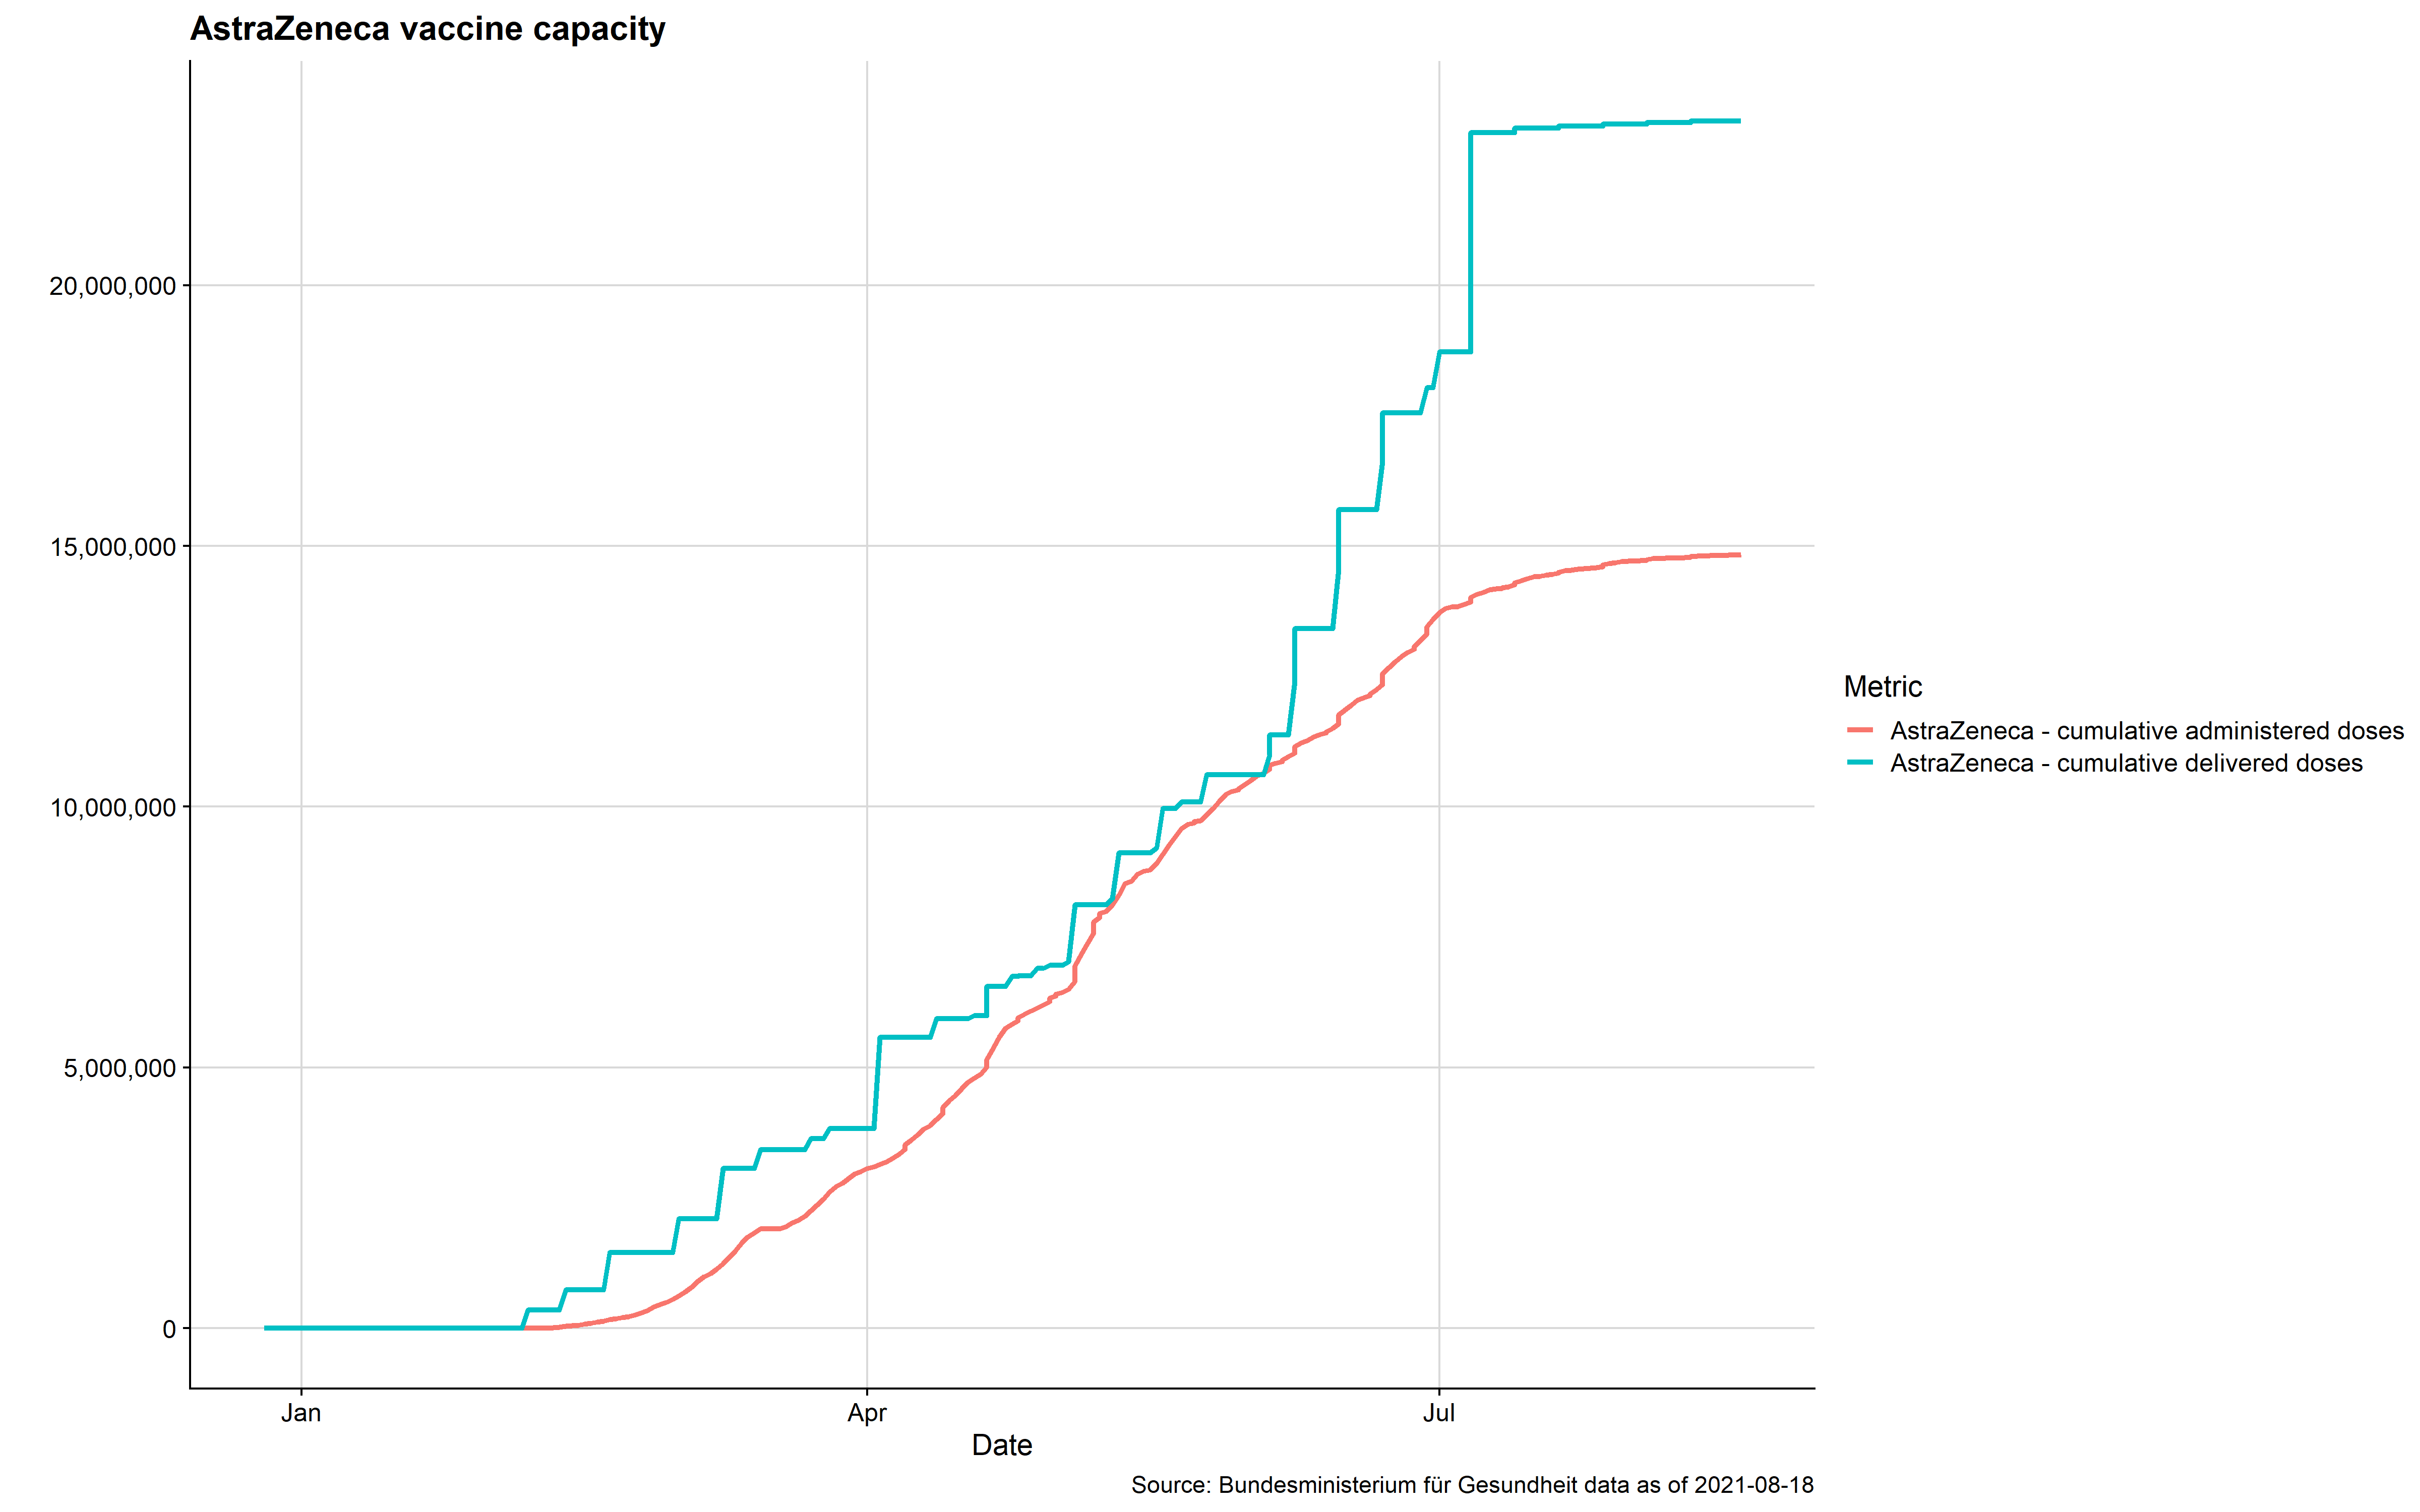 AstraZeneca vaccine capacity
20,000,000
15,000,000
10,000,000
5,000,000
0
Jan
Apr
Jul
Date
Metric
AstraZeneca - cumulative administered doses
AstraZeneca - cumulative delivered doses
Source: Bundesministerium für Gesundheit data as of 2021-08-18